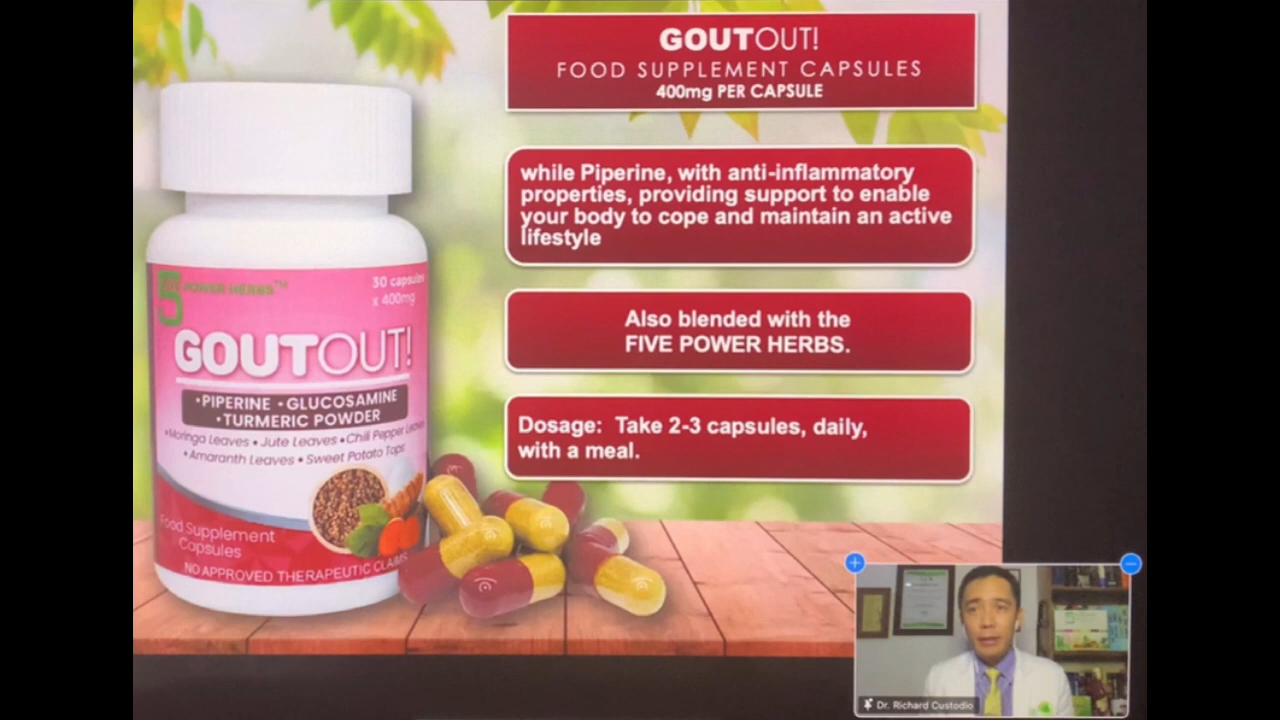 GOUTOUT!
FOOD SUPPLEMENT CAPSULES
400mg PER CAPSULE
while Piperine, with anti-inflammatory
properties, providing support to enable
your body to cope and maintain an active
lifestyle
Also blended with the
FIVE POWER HERBS.
Dosage: Take 2-3 capsules, daily,
with a meal.
5 POWER HERBS™
30 capsules
x 400mg
GOUTOUT!
•PIPERINE •GLUCOSAMINE
•TURMERIC POWDER
•Moringa Leaves • Jute Leaves • Chili Pepper Leaves
•Amaranth Leaves • Sweet Potato Tops
Food Supplement
Capsules
NO APPROVED THERAPEUTIC CLAIMS
Dr. Richard Custodio